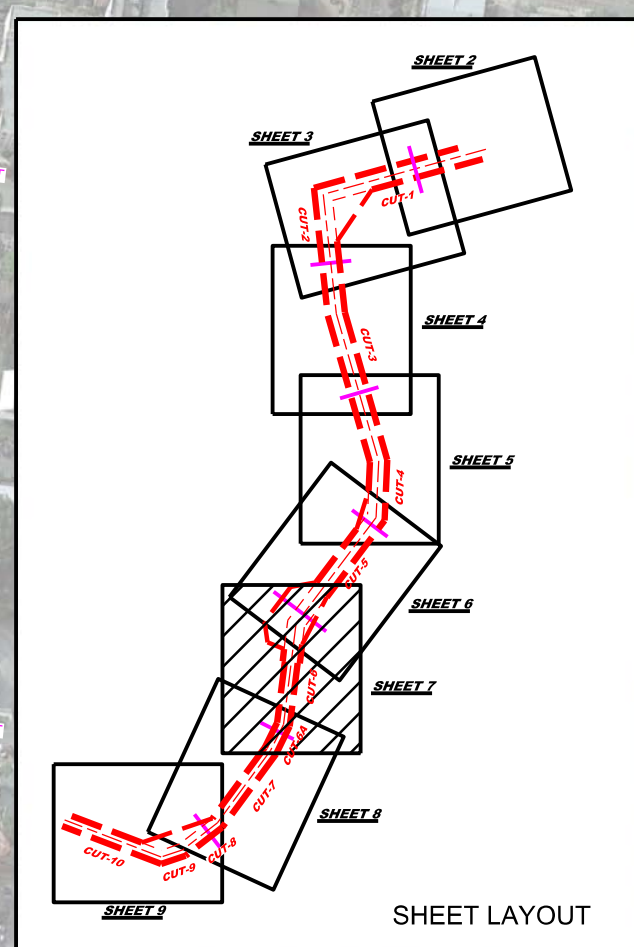 SHEET 2
SHEET 3
CUT-1
CUT-2
SHEET 4
CUT-3
SHEET 5
CUT-4
CUT-5
SHEET 6
CUT-6
SHEET 7
CUT-6A
CUT-7
SHEET 8
CUT-8
CUT-9
CUT-10
SHEET 9
SHEET LAYOUT